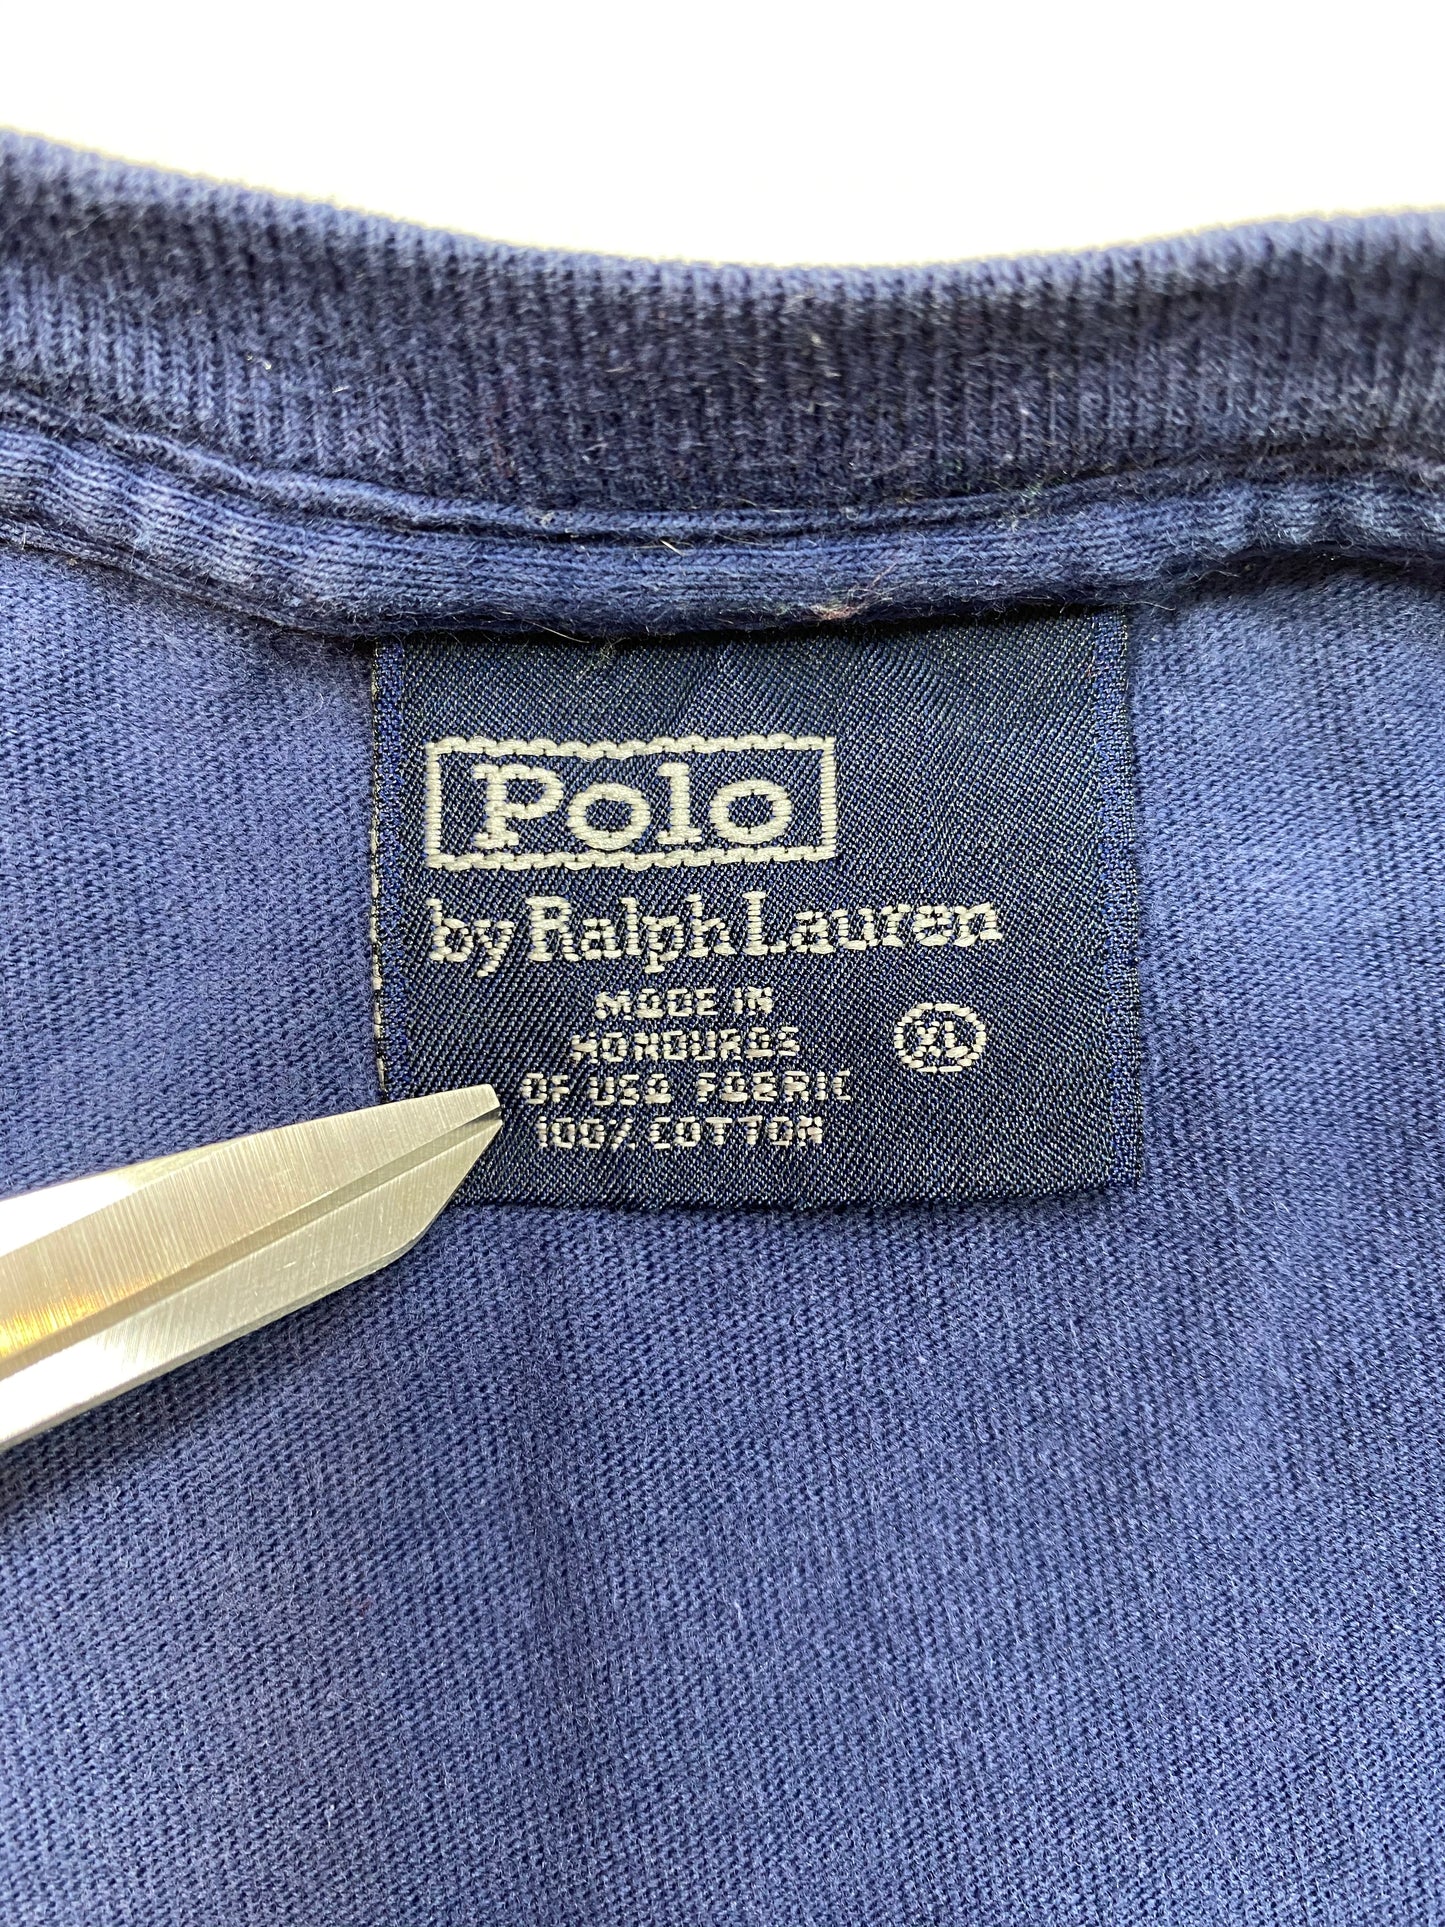 Polo
by Ralph Lauren
MADE IN
HONDURAS
OF USA FABRIC
100% COTTON
XL